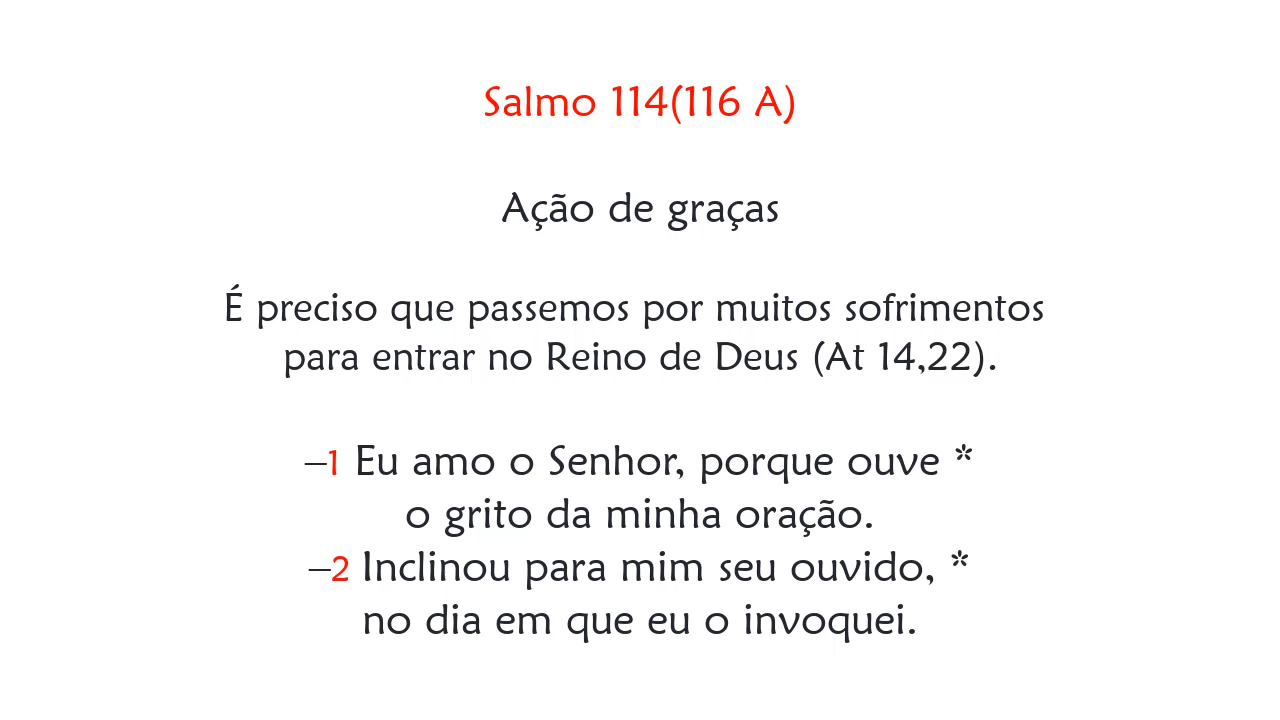 Salmo 114(116 A)
Ação de graças
É preciso que passemos por muitos sofrimentos
para entrar no Reino de Deus (At 14,22).
–1 Eu amo o Senhor, porque ouve *
o grito da minha oração.
–2 Inclinou para mim seu ouvido, *
no dia em que eu o invoquei.